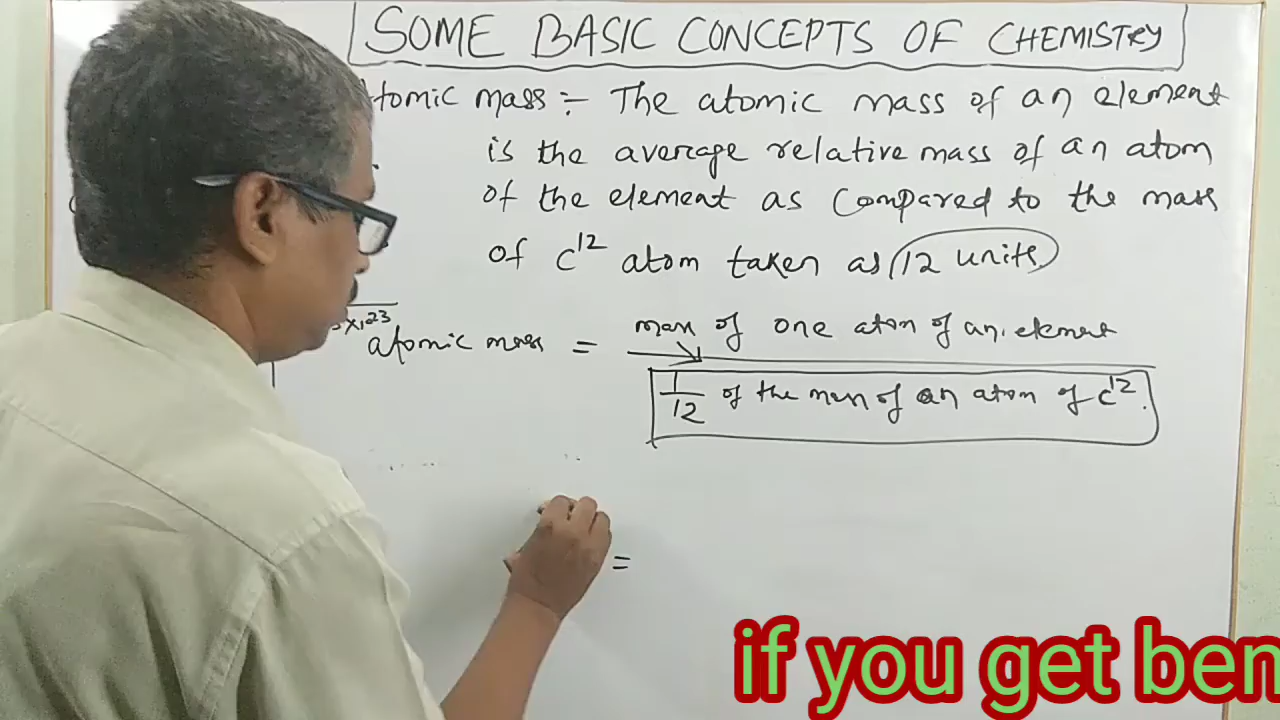 SOME BASIC CONCEPTS OF CHEMISTRY
tomic mass :- The atomic mass of an element
is the average relative mass of an atom
of the element as compared to the mass
of C12 atom taken as 12 units
atomic mass = mass of one atom of an element
1/12 of the mass of an atom of C12.
=
if you get ben